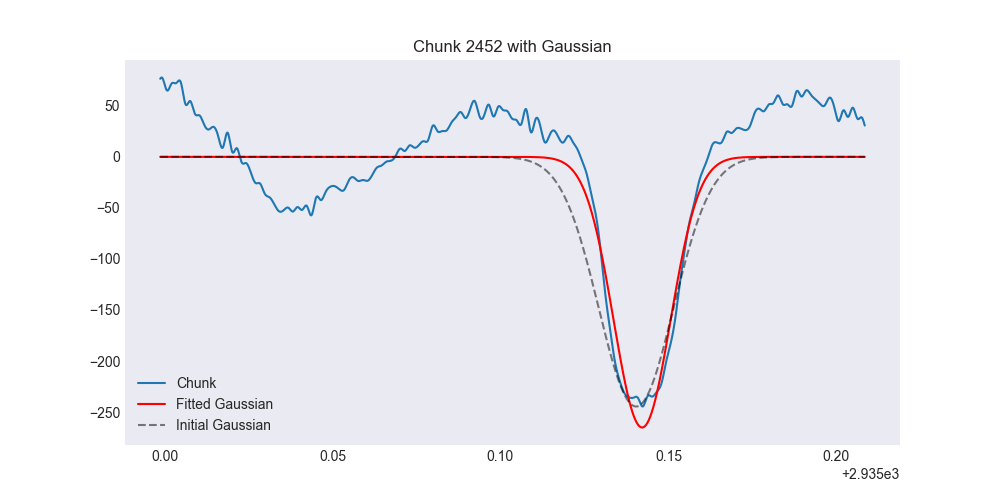 Chunk 2452 with Gaussian
50
0
−50
−100
−150
−200
−250
Chunk
Fitted Gaussian
Initial Gaussian
0.00 0.05 0.10 0.15 0.20
+2.935e3